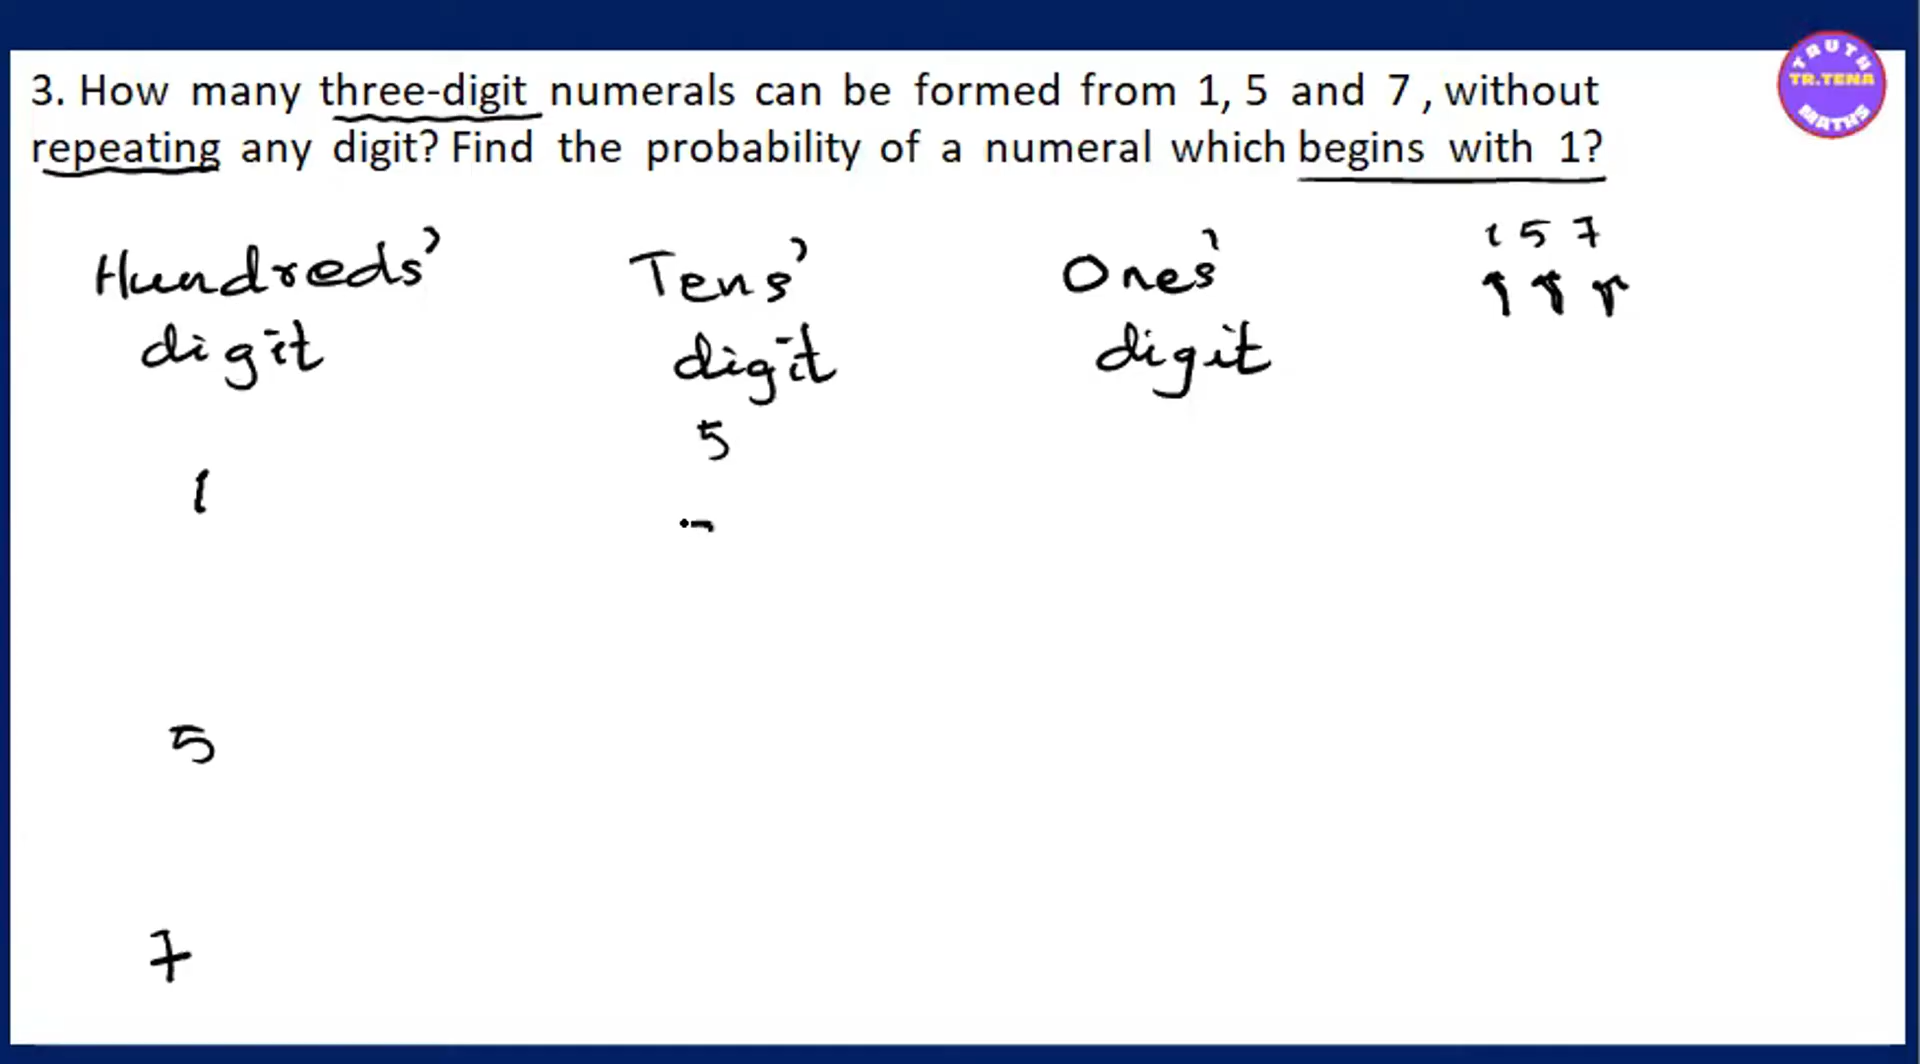 3. How many three-digit numerals can be formed from 1, 5 and 7 , without
repeating any digit? Find the probability of a numeral which begins with 1?
TRUTH
TR.TENA
MATHS
1 5 7
Hundreds' Tens' Ones'
digit digit digit
5
1
5
7